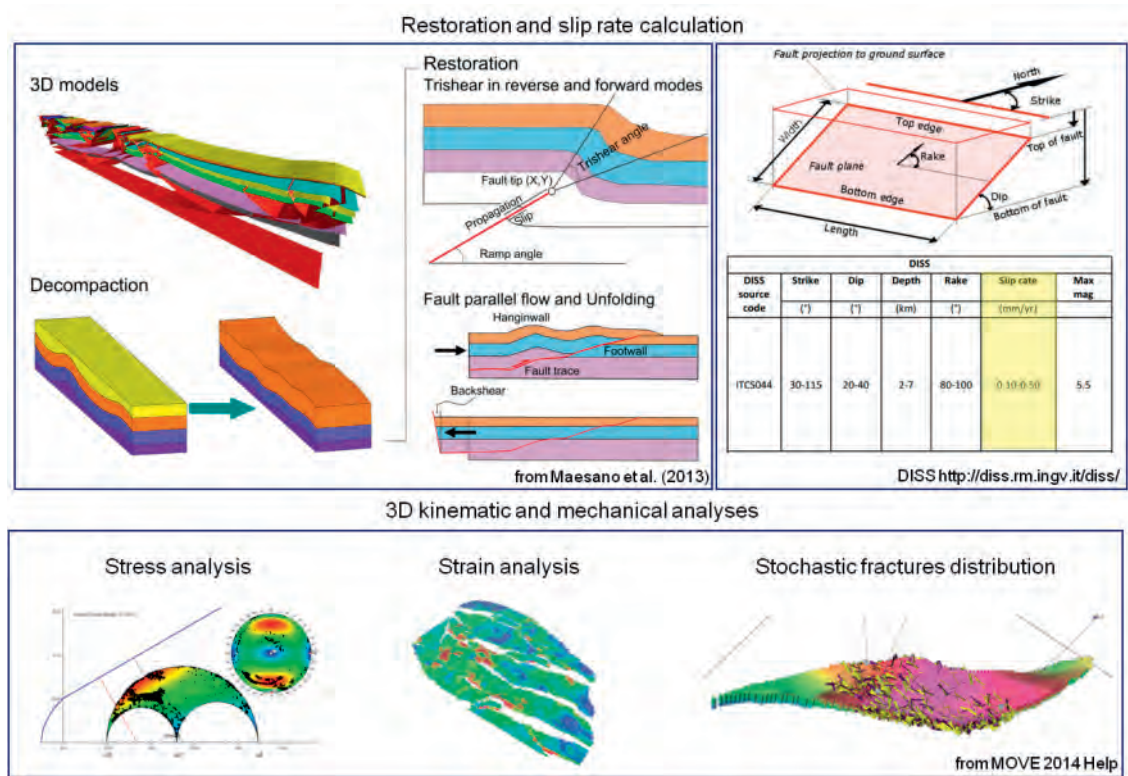 Restoration and slip rate calculation
3D models
Decompaction
Restoration
Trishear in reverse and forward modes
Trishear angle
Fault tip (X,Y)
Propagation
Slip
Ramp angle
Fault parallel flow and Unfolding
Hanginwall
Footwall
Fault trace
Backshear
from Maesano et al. (2013)
Fault projection to ground surface
North
Strike
Width
Top edge
Top of fault
Rake
Fault plane
Bottom edge
Dip
Bottom of fault
Length
DISS
DISS source code Strike Dip Depth Rake Slip rate Max mag
(°) (°) (km) (°) (mm/yr)
ITCS044 30-115 20-40 2-7 80-100 0.10-0.50 5.5
DISS http://diss.rm.ingv.it/diss/
3D kinematic and mechanical analyses
Stress analysis
Strain analysis
Stochastic fractures distribution
from MOVE 2014 Help